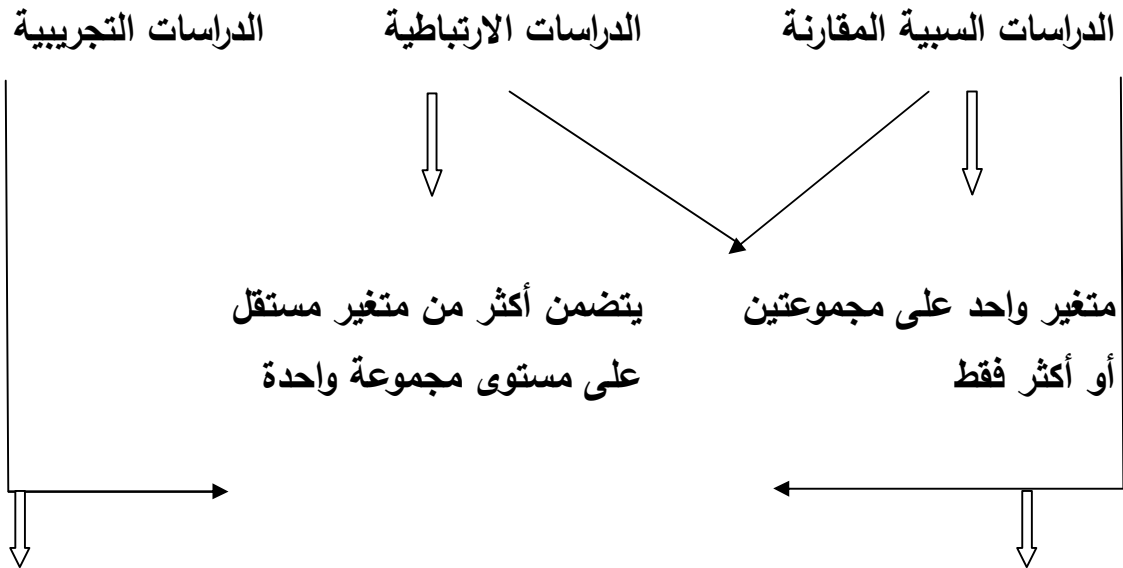 الدراسات السببية المقارنة الدراسات الارتباطية الدراسات التجريبية
متغير واحد على مجموعتين يتضمن أكثر من متغير مستقل
أو أكثر فقط على مستوى مجموعة واحدة